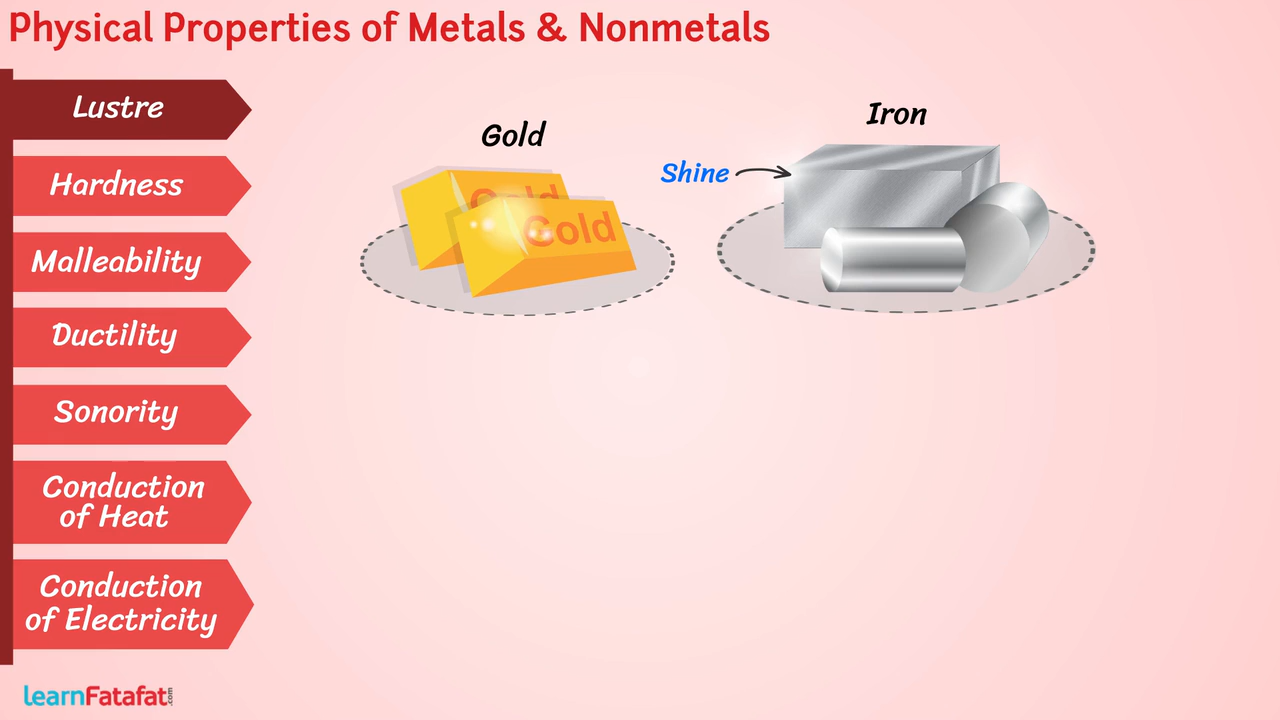 Physical Properties of Metals & Nonmetals
Lustre
Hardness
Malleability
Ductility
Sonority
Conduction
of Heat
Conduction
of Electricity
Gold
Gold
Gold
Iron
Shine
learnFatafat.com